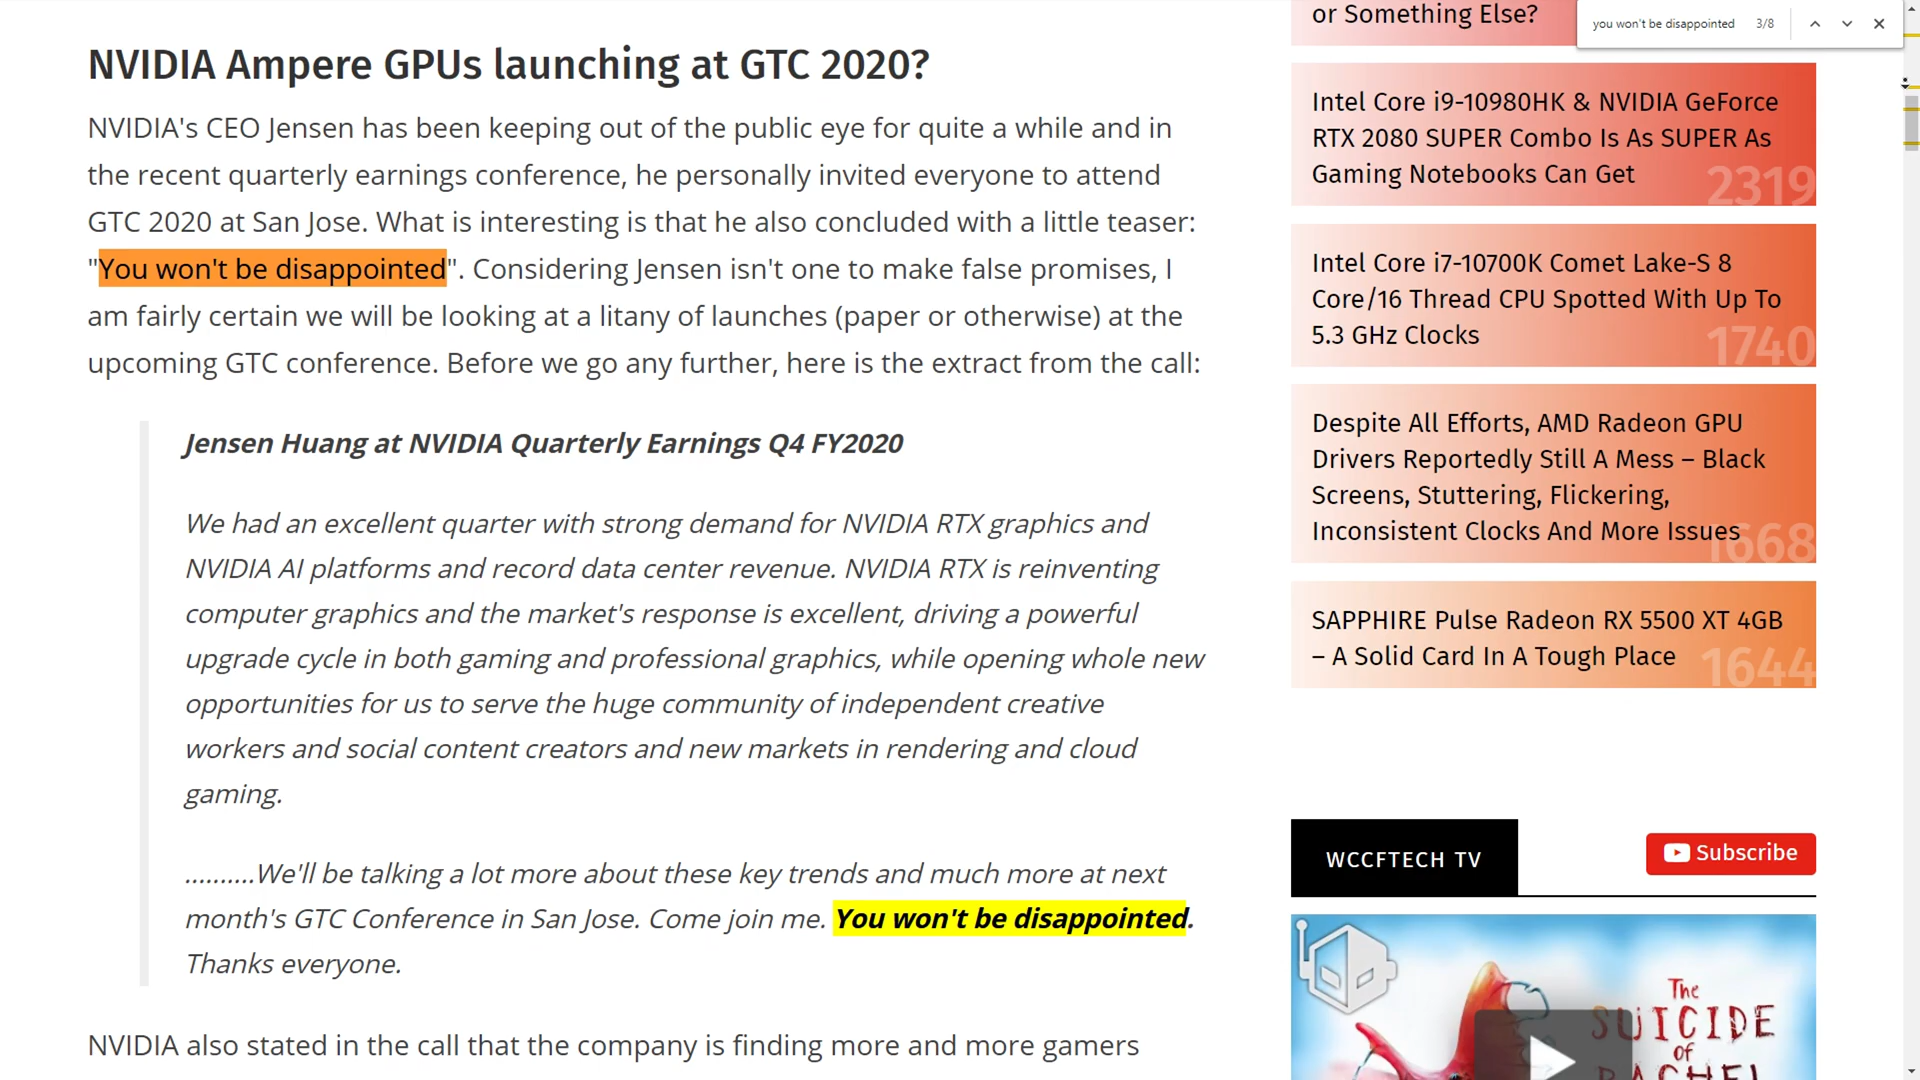 or Something Else?
you won't be disappointed 3/8
NVIDIA Ampere GPUs launching at GTC 2020?
NVIDIA's CEO Jensen has been keeping out of the public eye for quite a while and in
the recent quarterly earnings conference, he personally invited everyone to attend
GTC 2020 at San Jose. What is interesting is that he also concluded with a little teaser:
"You won't be disappointed". Considering Jensen isn't one to make false promises, I
am fairly certain we will be looking at a litany of launches (paper or otherwise) at the
upcoming GTC conference. Before we go any further, here is the extract from the call:
Jensen Huang at NVIDIA Quarterly Earnings Q4 FY2020
We had an excellent quarter with strong demand for NVIDIA RTX graphics and
NVIDIA AI platforms and record data center revenue. NVIDIA RTX is reinventing
computer graphics and the market's response is excellent, driving a powerful
upgrade cycle in both gaming and professional graphics, while opening whole new
opportunities for us to serve the huge community of independent creative
workers and social content creators and new markets in rendering and cloud
gaming.
..........We'll be talking a lot more about these key trends and much more at next
month's GTC Conference in San Jose. Come join me. You won't be disappointed.
Thanks everyone.
NVIDIA also stated in the call that the company is finding more and more gamers
Intel Core i9-10980HK & NVIDIA GeForce
RTX 2080 SUPER Combo Is As SUPER As
Gaming Notebooks Can Get
2319
Intel Core i7-10700K Comet Lake-S 8
Core/16 Thread CPU Spotted With Up To
5.3 GHz Clocks
1740
Despite All Efforts, AMD Radeon GPU
Drivers Reportedly Still A Mess – Black
Screens, Stuttering, Flickering,
Inconsistent Clocks And More Issues
1668
SAPPHIRE Pulse Radeon RX 5500 XT 4GB
– A Solid Card In A Tough Place
1644
WCCFTECH TV
Subscribe
The
SUICIDE
of
RACHEL